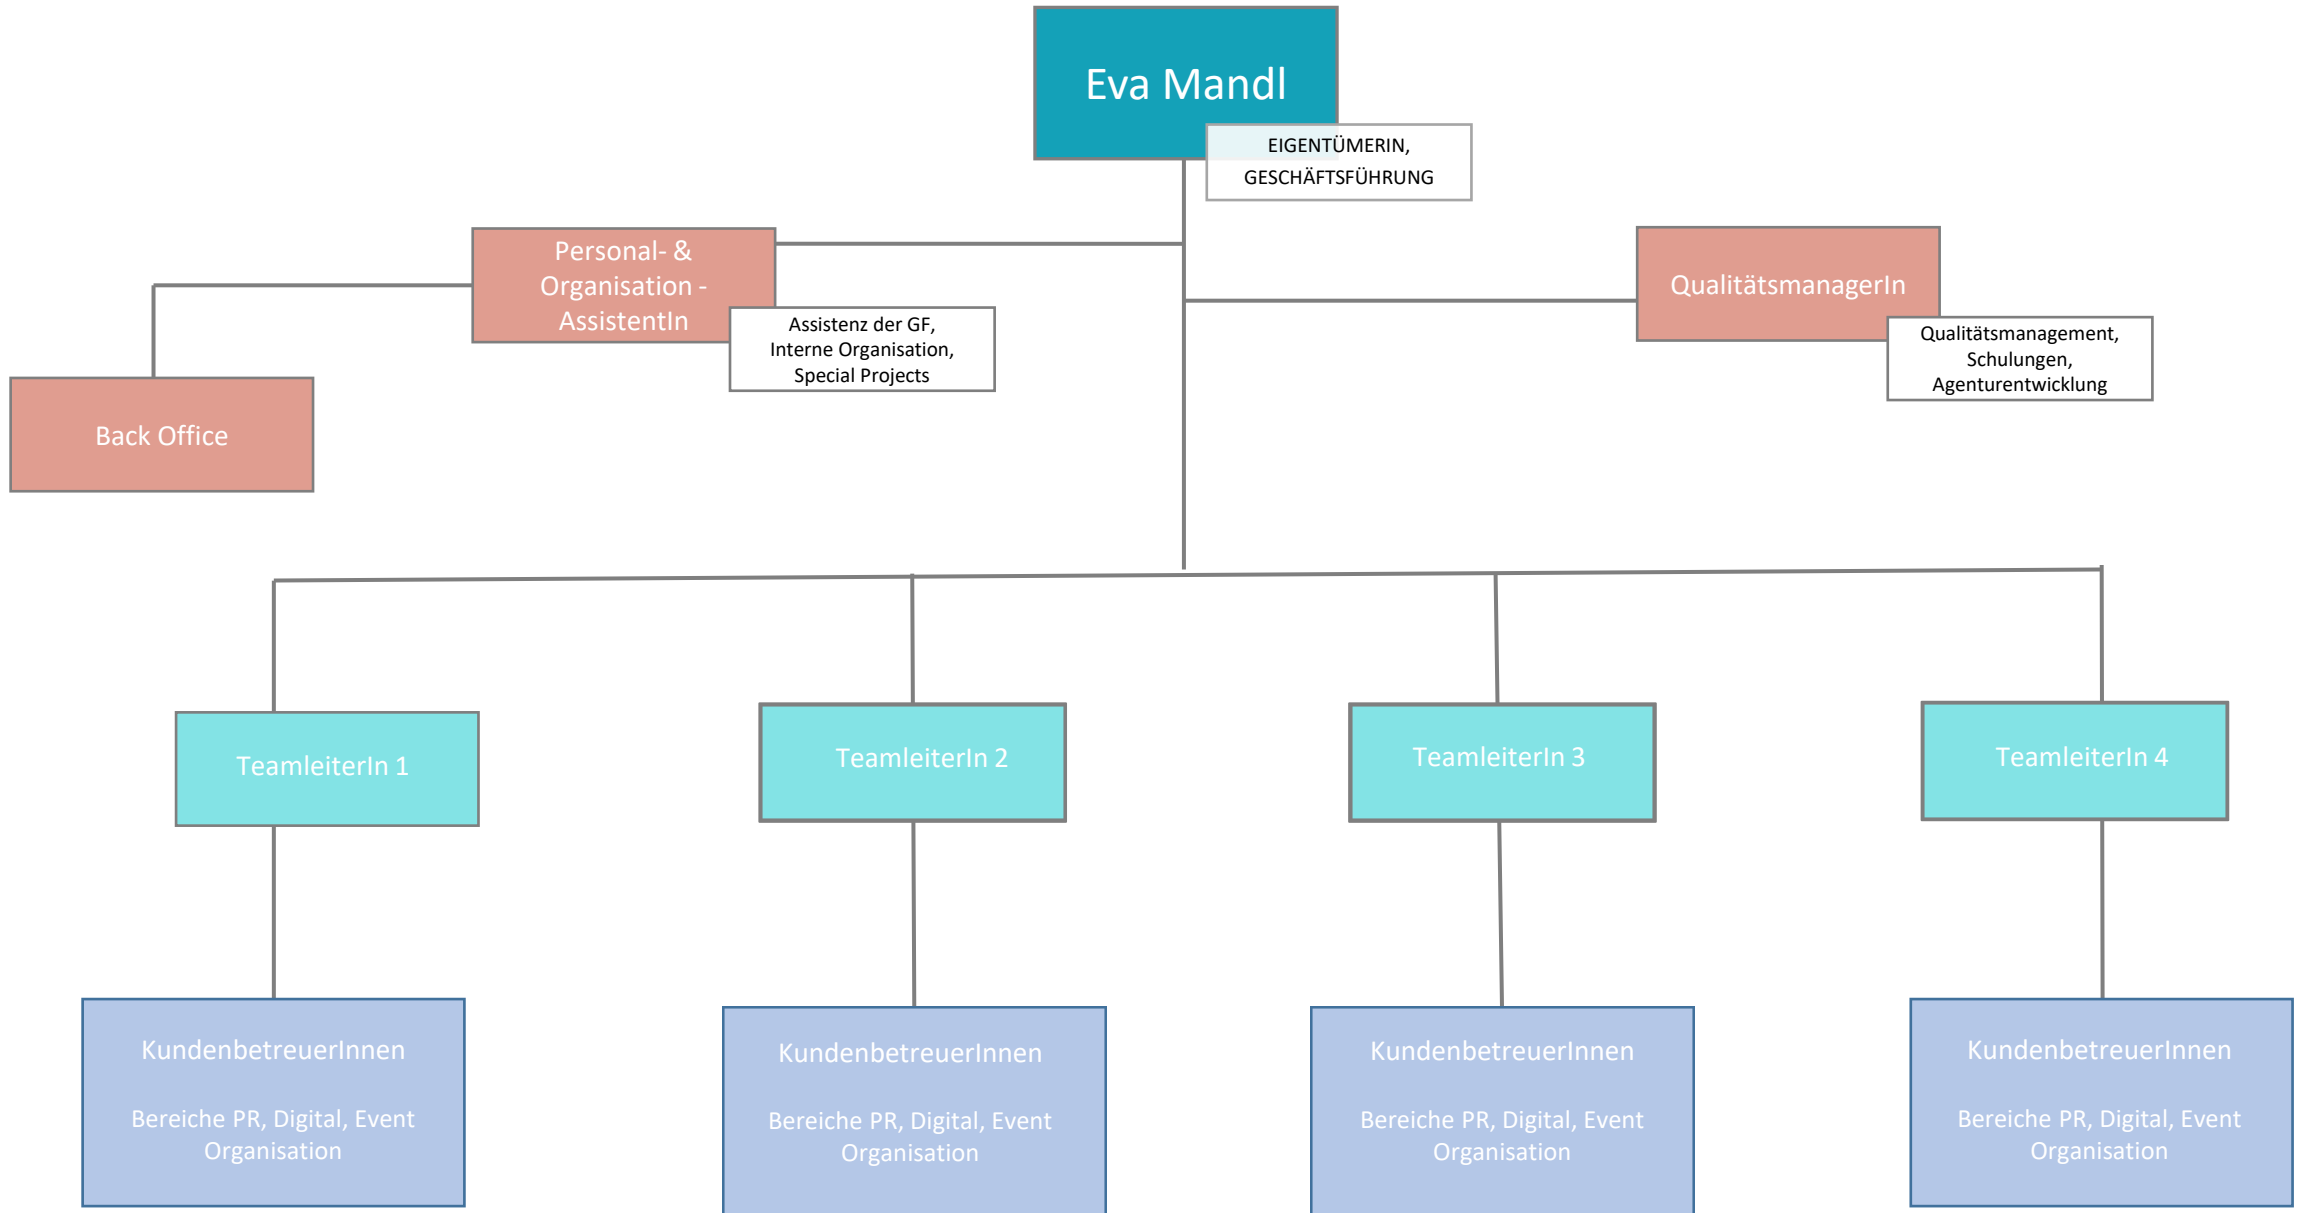 Eva Mandl
EIGENTÜMERIN,
GESCHÄFTSFÜHRUNG
Personal- &
Organisation -
AssistentIn
Assistenz der GF,
Interne Organisation,
Special Projects
QualitätsmanagerIn
Qualitätsmanagement,
Schulungen,
Agenturentwicklung
Back Office
TeamleiterIn 1
TeamleiterIn 2
TeamleiterIn 3
TeamleiterIn 4
KundenbetreuerInnen
Bereiche PR, Digital, Event
Organisation
KundenbetreuerInnen
Bereiche PR, Digital, Event
Organisation
KundenbetreuerInnen
Bereiche PR, Digital, Event
Organisation
KundenbetreuerInnen
Bereiche PR, Digital, Event
Organisation